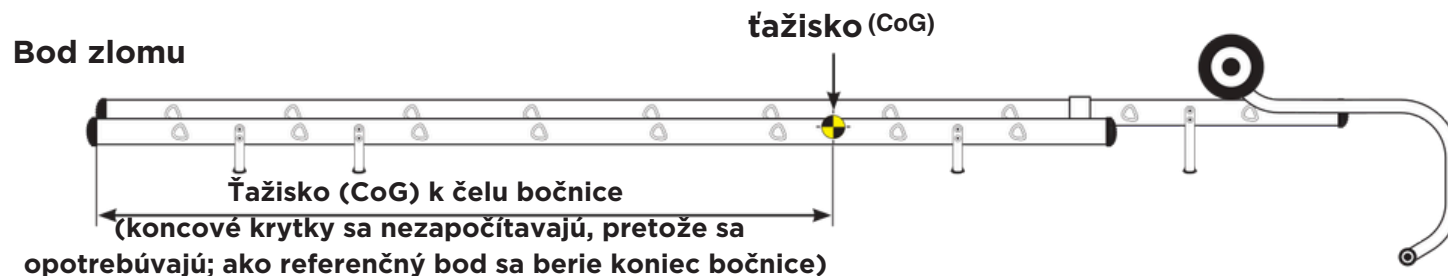 ťažisko (CoG)
Bod zlomu
Ťažisko (CoG) k čelu bočnice
(koncové krytky sa nezapočítavajú, pretože sa
opotrebúvajú; ako referenčný bod sa berie koniec bočnice)